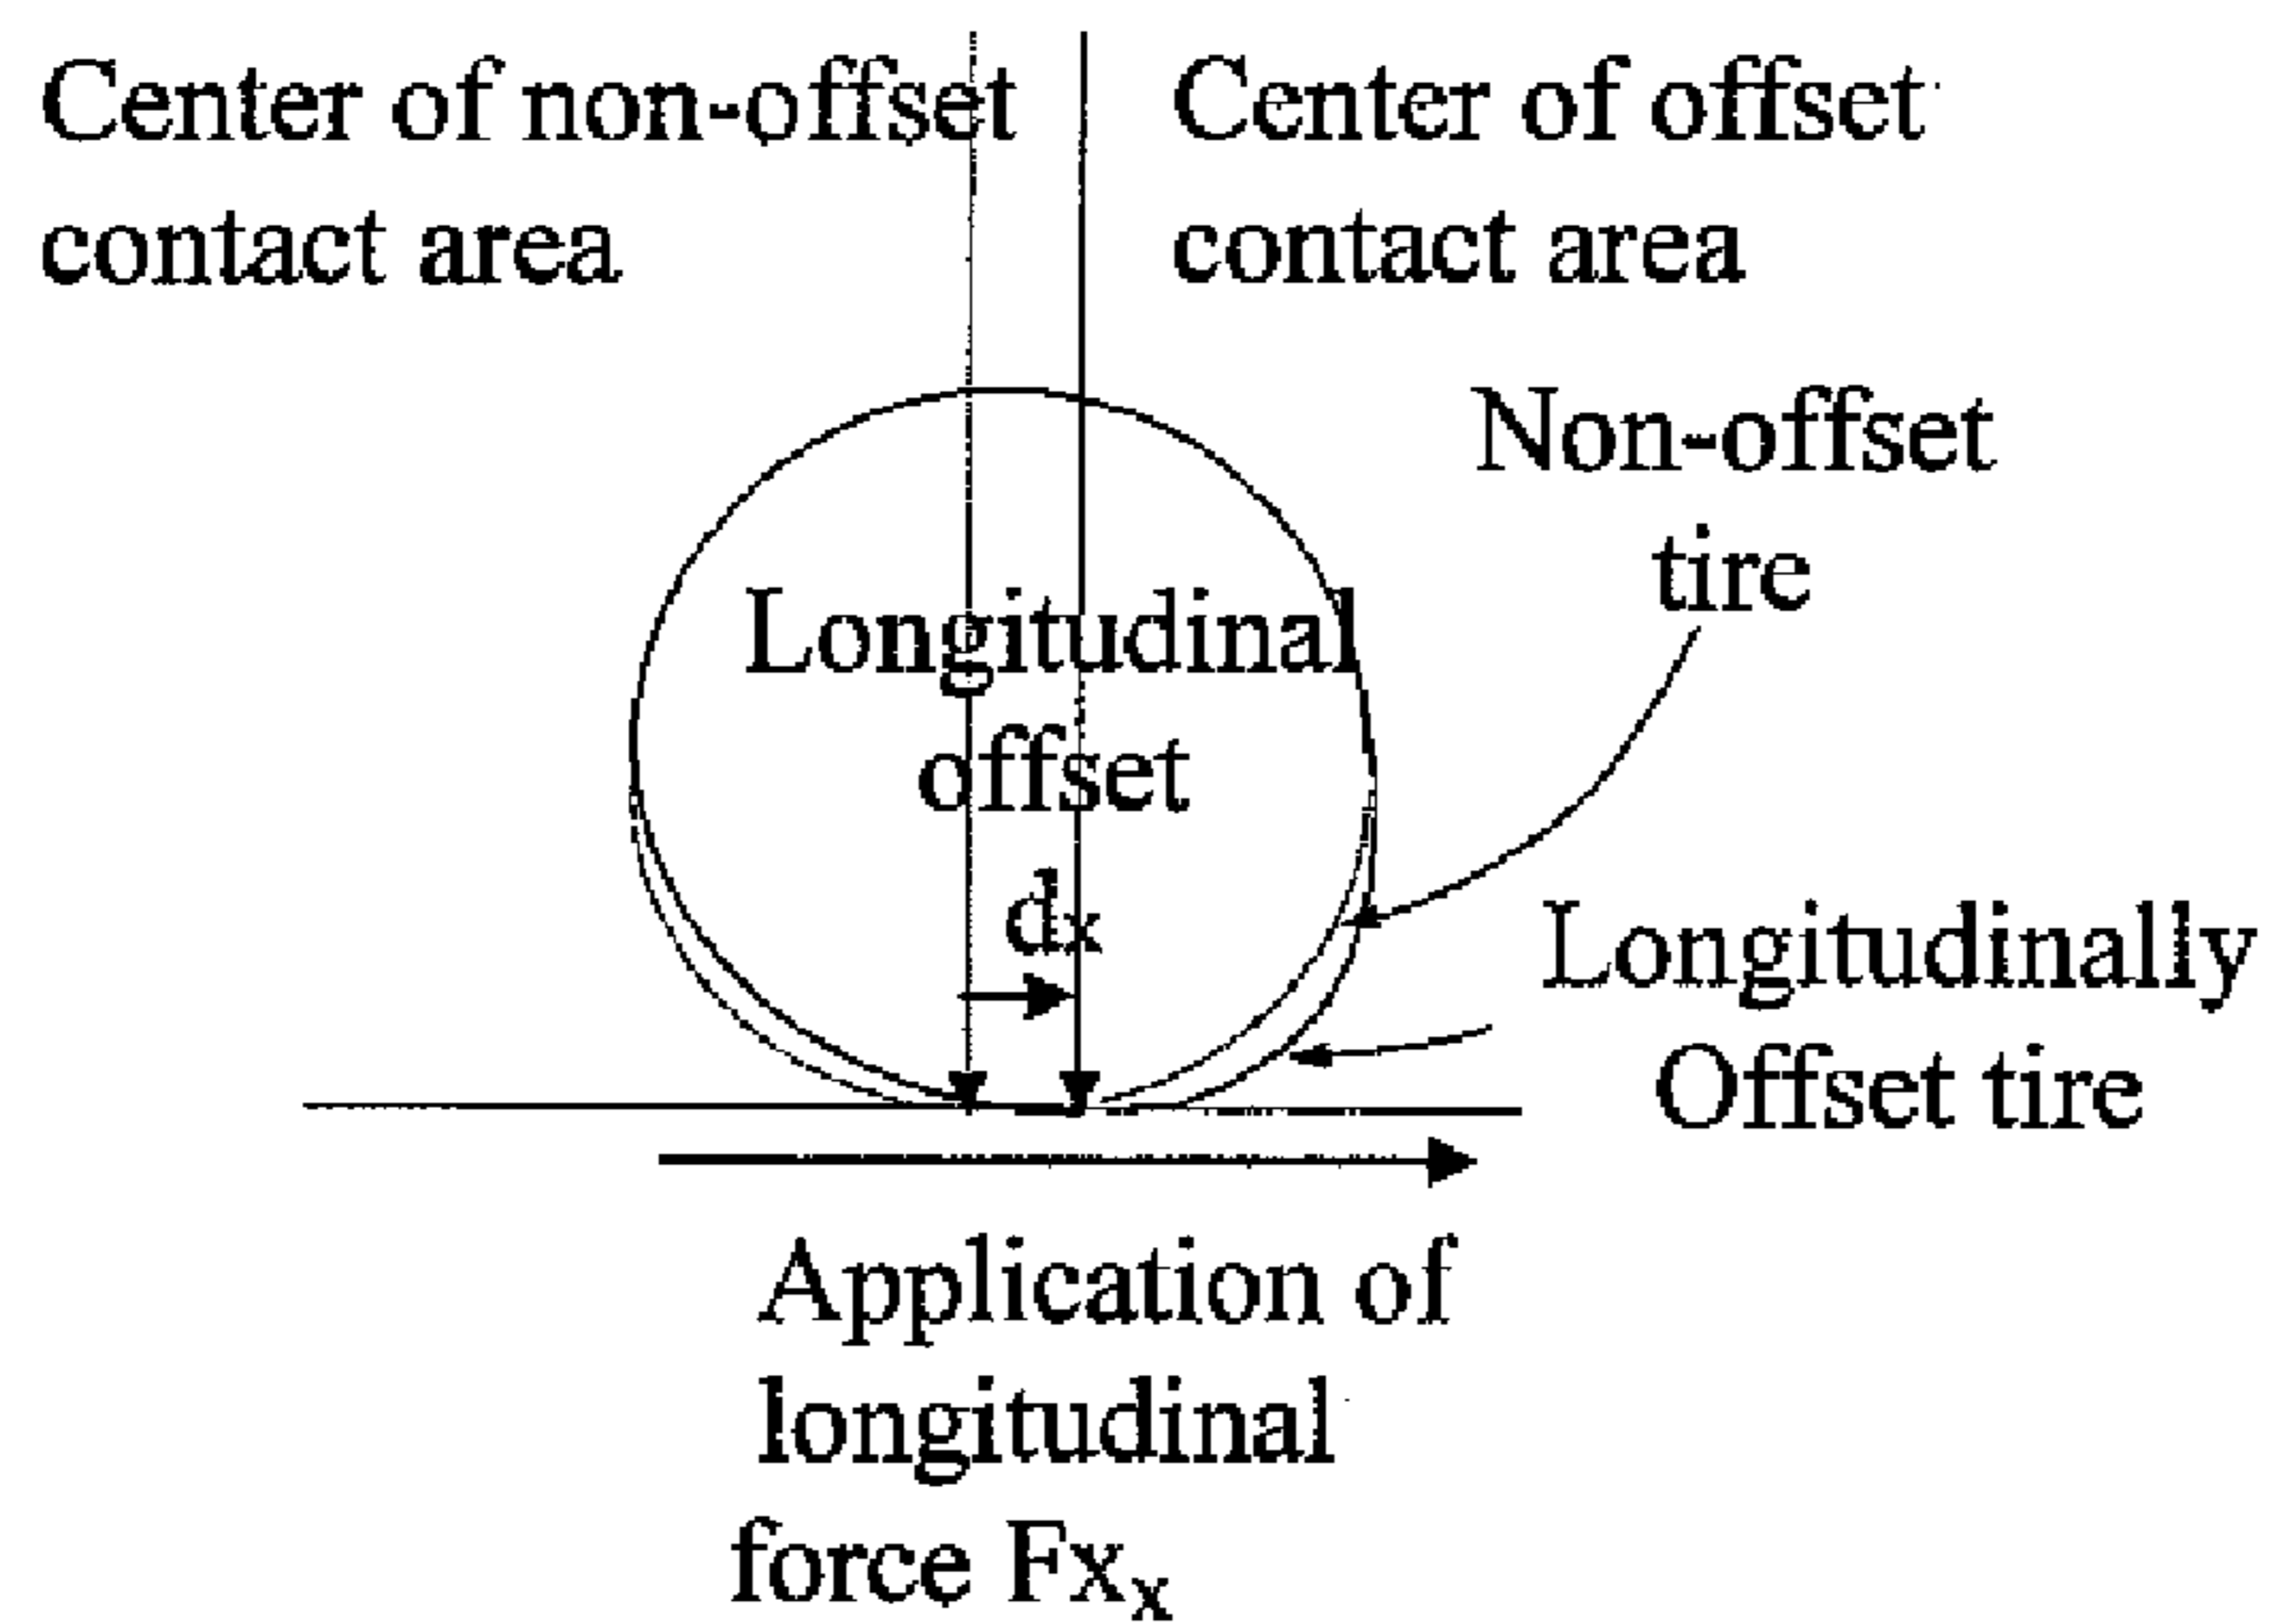 Center of non-offset
contact area
Center of offset
contact area
Non-offset
tire
Longitudinal
offset
dx
Longitudinally
Offset tire
Application of
longitudinal
force Fxx